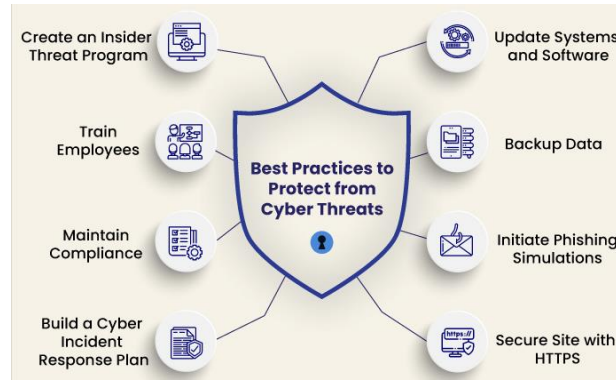 Create an Insider
Threat Program
Train
Employees
Maintain
Compliance
Build a Cyber
Incident
Response Plan
Best Practices to
Protect from
Cyber Threats
Update Systems
and Software
Backup Data
Initiate Phishing
Simulations
https://
Secure Site with
HTTPS